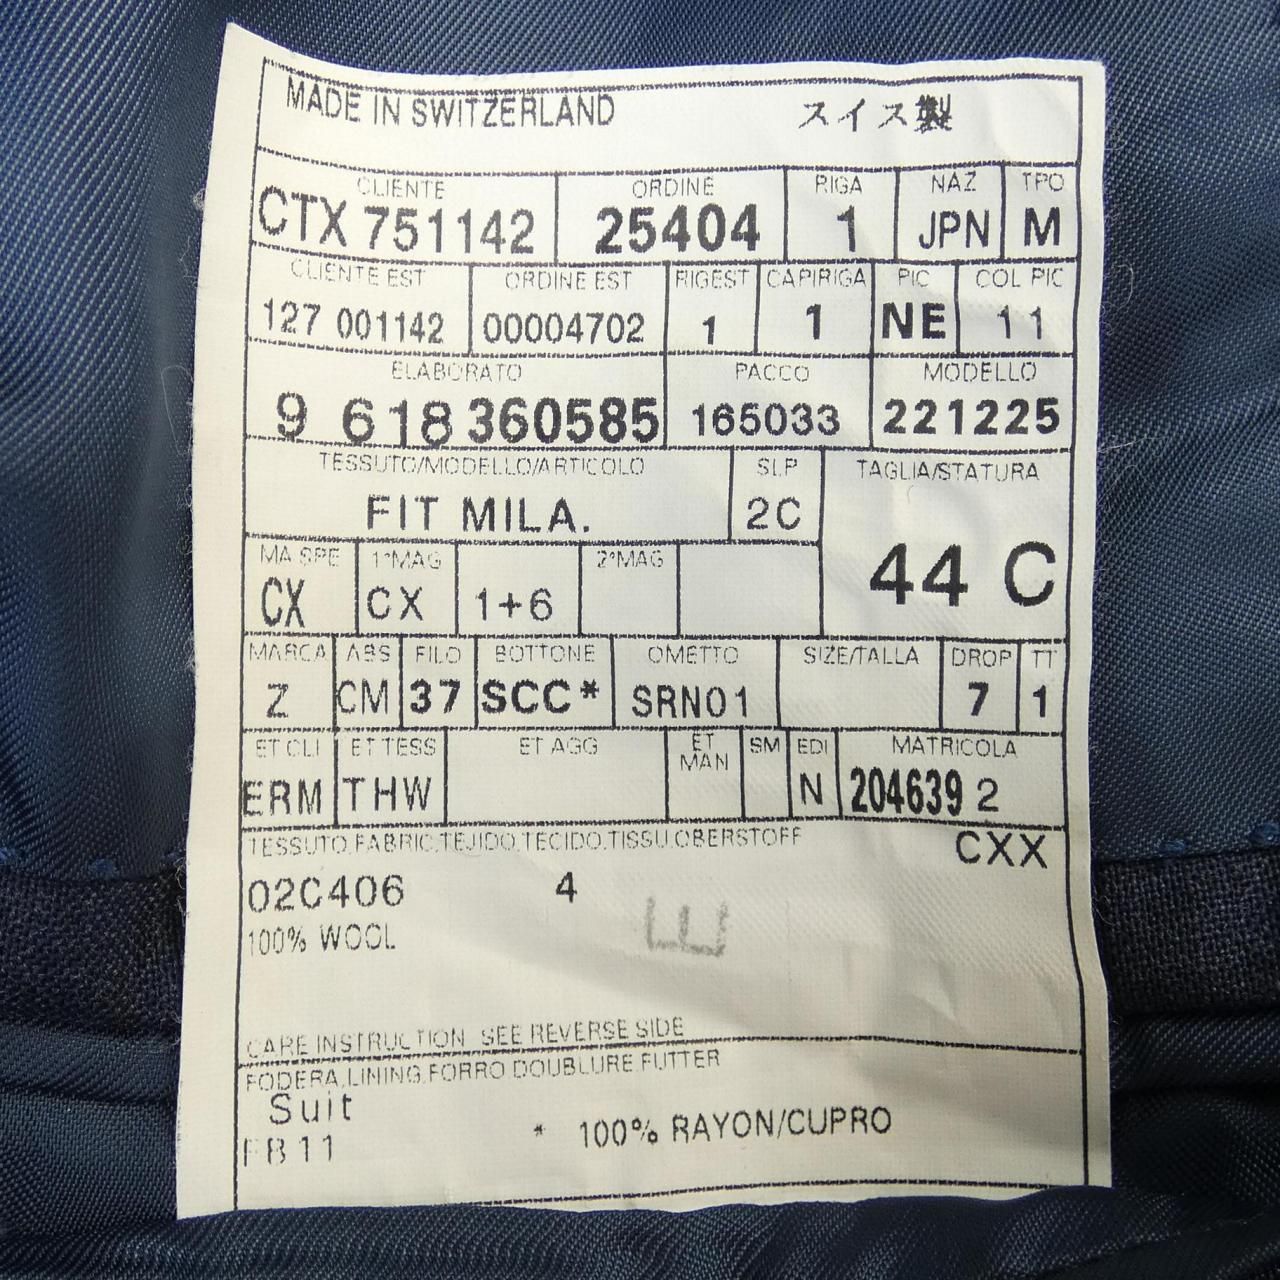 MADE IN SWITZERLAND スイス製
CLIENTE ORDINE RIGA NAZ TPO
CTX 751142 25404 1 JPN M
CLIENTE EST ORDINE EST RIGEST CAPIRIGA PIC COL PIC
127 001142 00004702 1 1 NE 11
ELABORATO PACCO MODELLO
9 618 360585 165033 221225
TESSUTO/MODELLO/ARTICOLO SLP TAGLIA/STATURA
FIT MILA. 2C 44 C
MA SPE 1°MAG 2°MAG
CX CX 1+6
MARCA ABS FILO BOTTONE OMETTO SIZE/TALLA DROP TT
Z CM 37 SCC* SRN01 7 1
ET CLI ET TESS ET AGG ET MAN SM EDI MATRICOLA
ERM THW N 204639 2
TESSUTO,FABRIC,TEJIDO,TECIDO,TISSU,OBERSTOFF CXX
02C406 4
100% WOOL E
CARE INSTRUCTION SEE REVERSE SIDE
FODERA,LINING,FORRO,DOUBLURE,FUTTER
Suit
FB11 * 100% RAYON/CUPRO